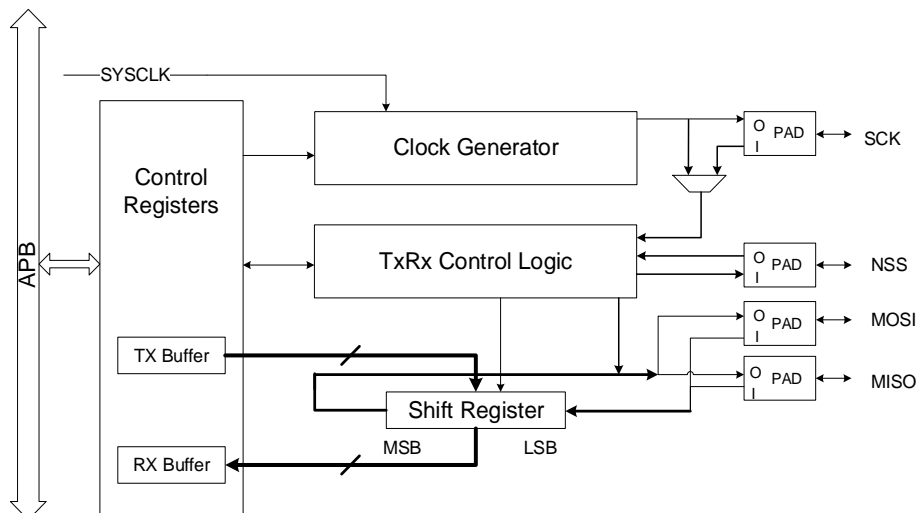 SYSCLK
Clock Generator
O
I
PAD
SCK
Control
Registers
APB
TxRx Control Logic
O
I
PAD
NSS
O
I
PAD
MOSI
TX Buffer
O
I
PAD
MISO
Shift Register
MSB
LSB
RX Buffer